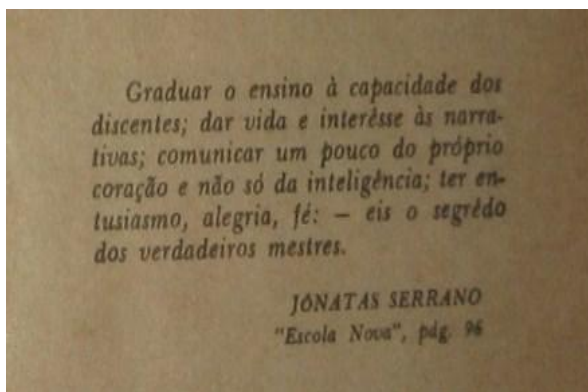 Graduar o ensino à capacidade dos
discentes; dar vida e interêsse às narra-
tivas; comunicar um pouco do próprio
coração e não só da inteligência; ter en-
tusiasmo, alegria, fé: — eis o segrêdo
dos verdadeiros mestres.
JÔNATAS SERRANO
"Escola Nova", pág. 96